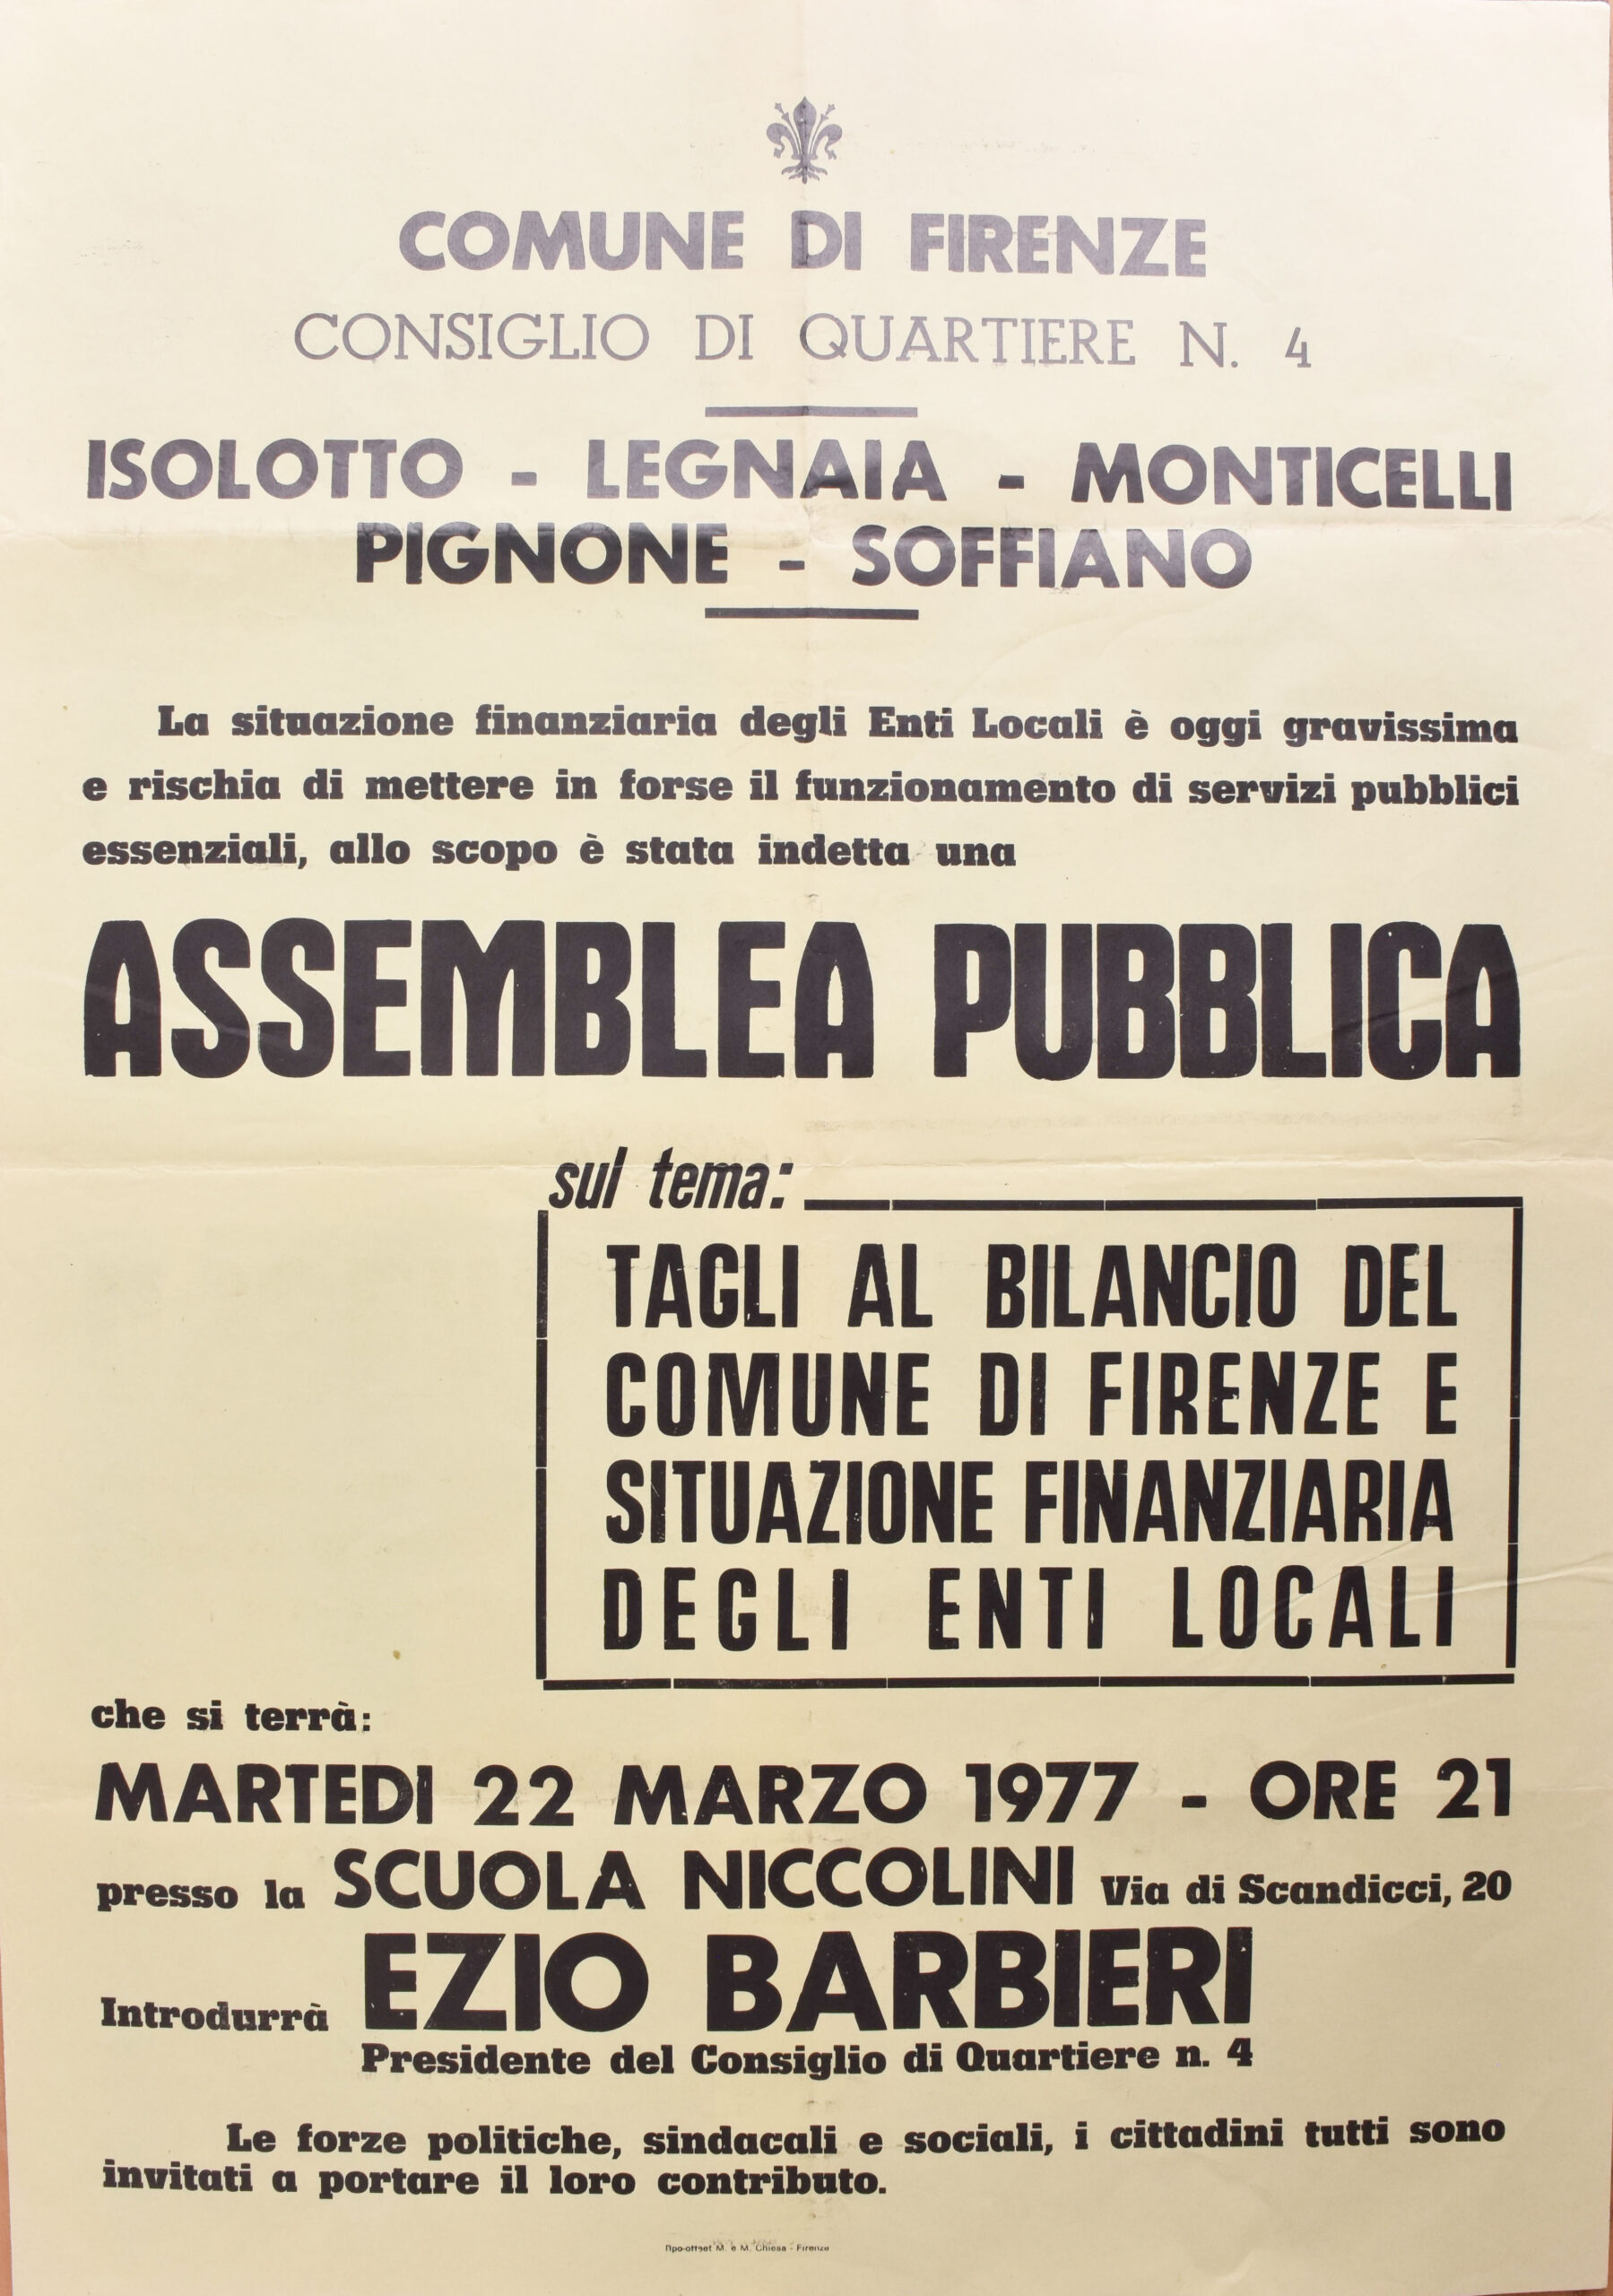 COMUNE DI FIRENZE
CONSIGLIO DI QUARTIERE N. 4
ISOLOTTO - LEGNAIA - MONTICELLI
PIGNONE - SOFFIANO
La situazione finanziaria degli Enti Locali è oggi gravissima
e rischia di mettere in forse il funzionamento di servizi pubblici
essenziali, allo scopo è stata indetta una
ASSEMBLEA PUBBLICA
sul tema:
TAGLI AL BILANCIO DEL
COMUNE DI FIRENZE E
SITUAZIONE FINANZIARIA
DEGLI ENTI LOCALI
che si terrà:
MARTEDI 22 MARZO 1977 - ORE 21
presso la SCUOLA NICCOLINI Via di Scandicci, 20
Introdurrà EZIO BARBIERI
Presidente del Consiglio di Quartiere n. 4
Le forze politiche, sindacali e sociali, i cittadini tutti sono
invitati a portare il loro contributo.
M. e M. Chiesa - Firenze